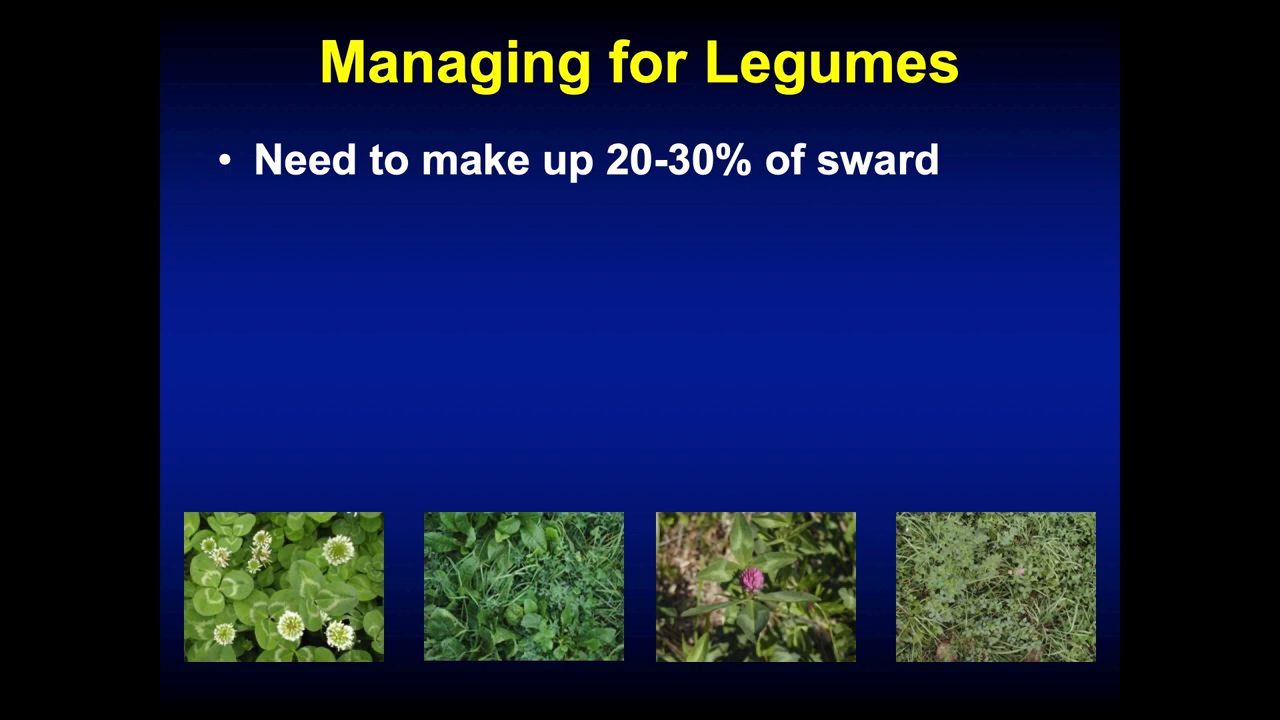 Managing for Legumes
• Need to make up 20-30% of sward